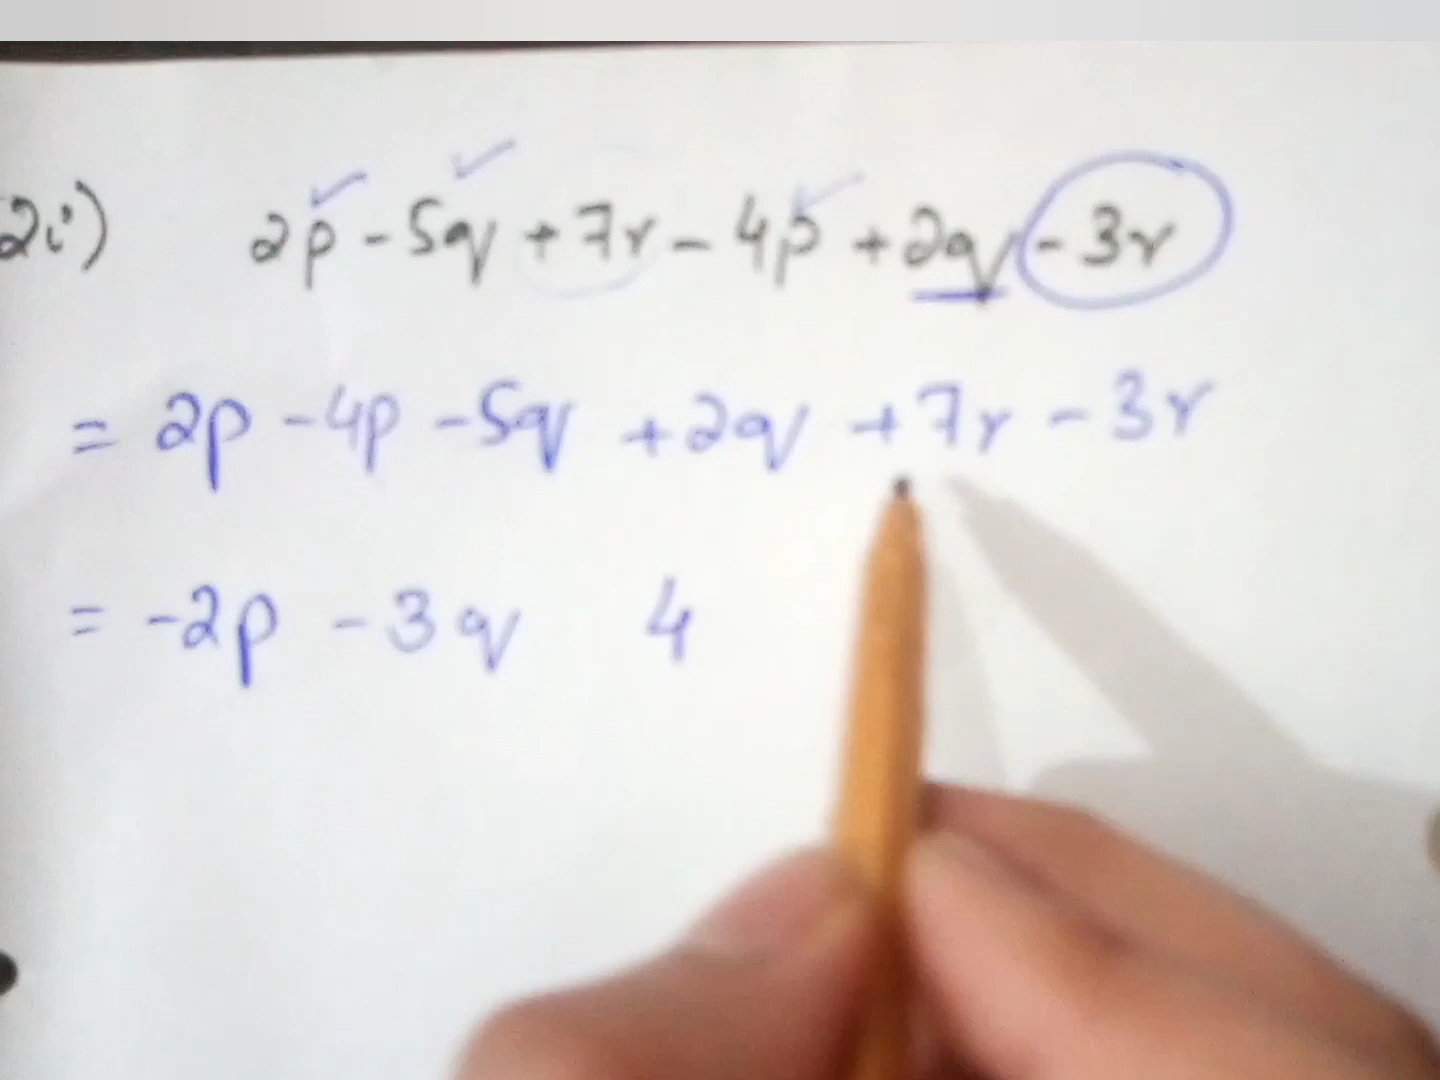 2i) 2p - 5q + 7r - 4p + 2q - 3r
= 2p - 4p - 5q + 2q + 7r - 3r
= -2p - 3q 4